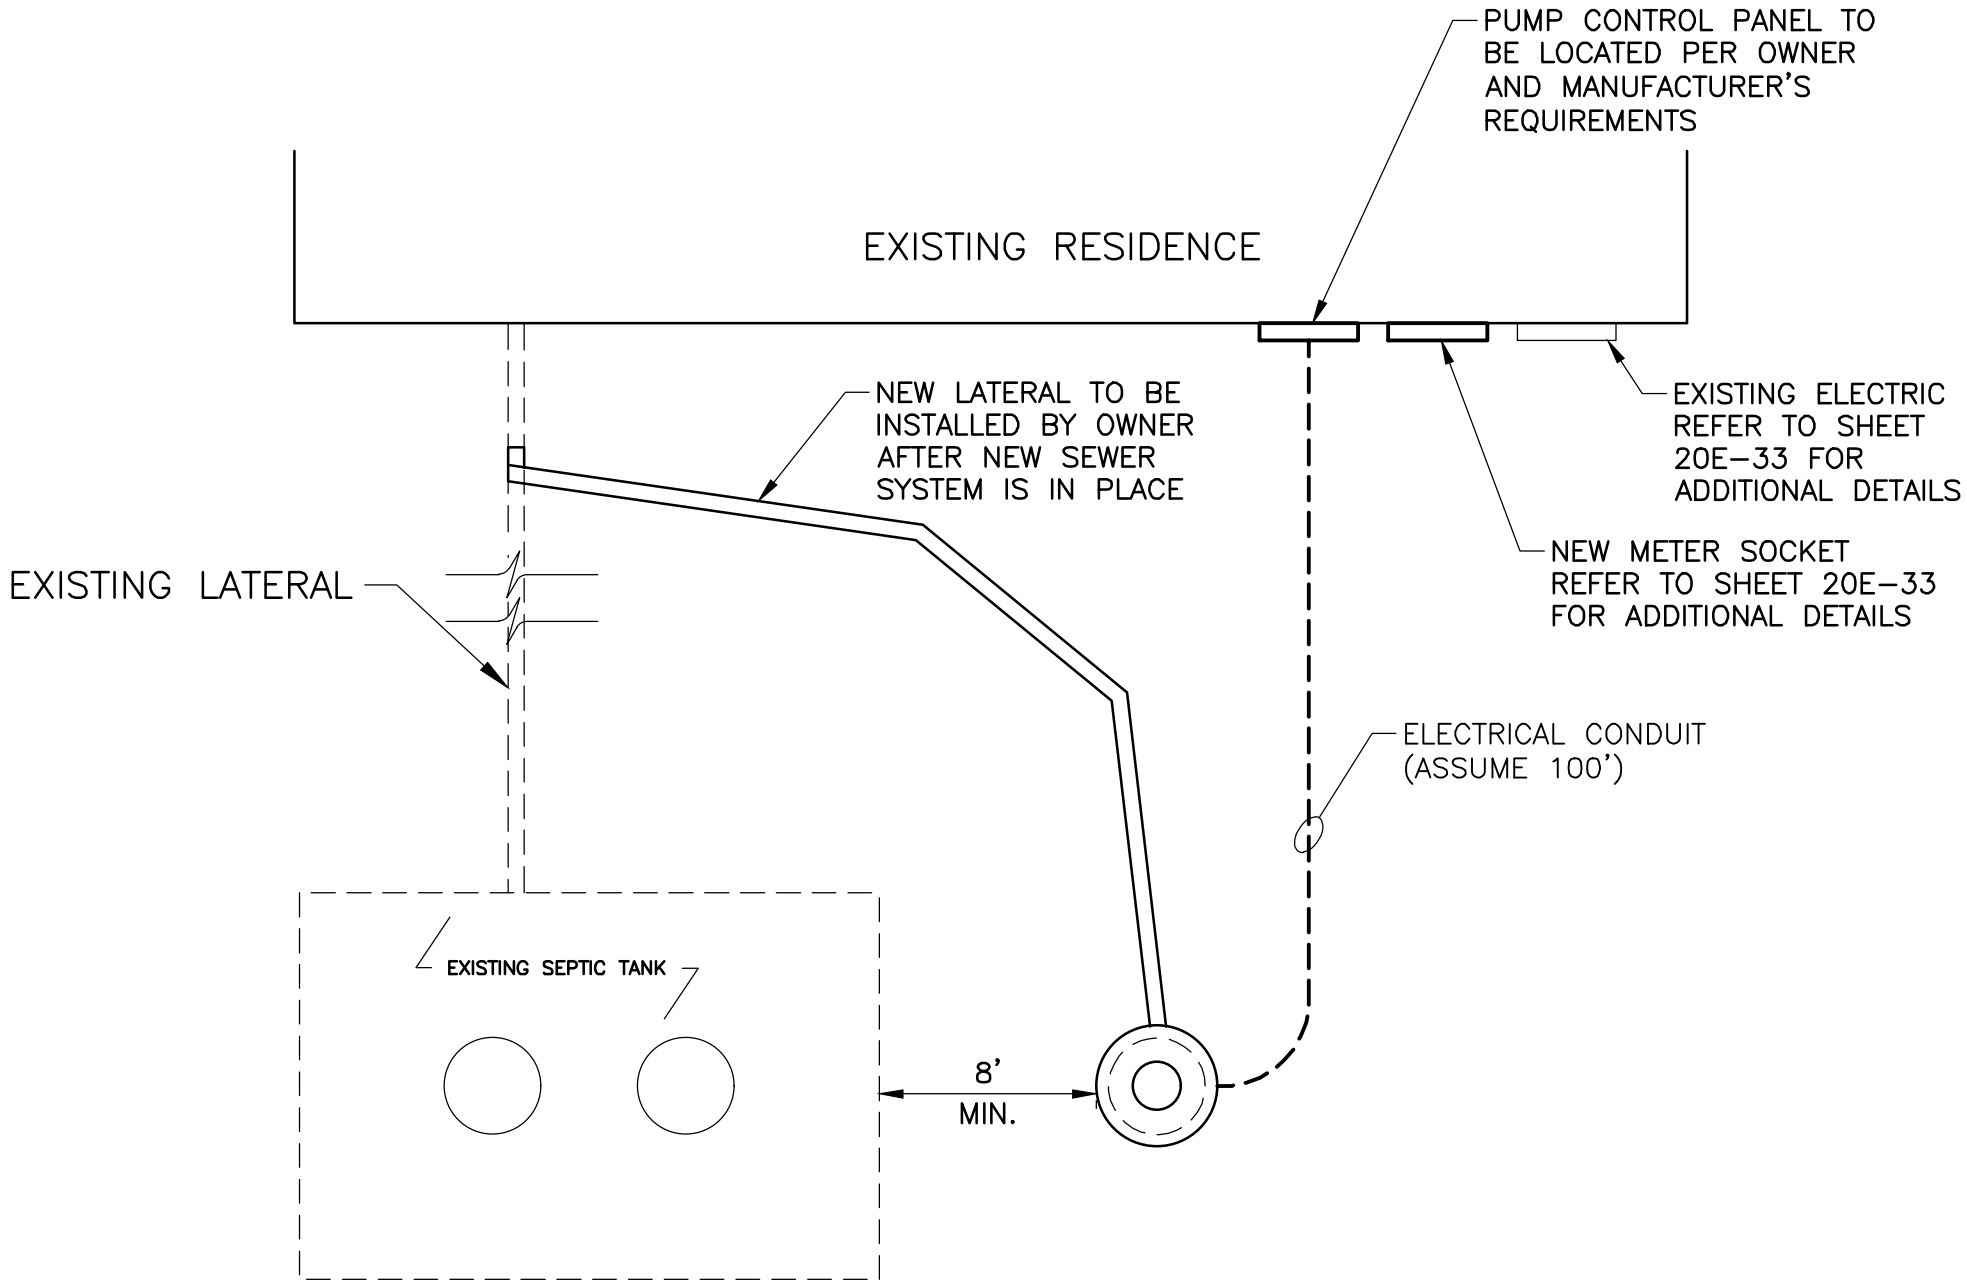 PUMP CONTROL PANEL TO
BE LOCATED PER OWNER
AND MANUFACTURER'S
REQUIREMENTS
EXISTING RESIDENCE
NEW LATERAL TO BE
INSTALLED BY OWNER
AFTER NEW SEWER
SYSTEM IS IN PLACE
EXISTING ELECTRIC
REFER TO SHEET
20E-33 FOR
ADDITIONAL DETAILS
NEW METER SOCKET
REFER TO SHEET 20E-33
FOR ADDITIONAL DETAILS
EXISTING LATERAL
ELECTRICAL CONDUIT
(ASSUME 100')
EXISTING SEPTIC TANK
8'
MIN.